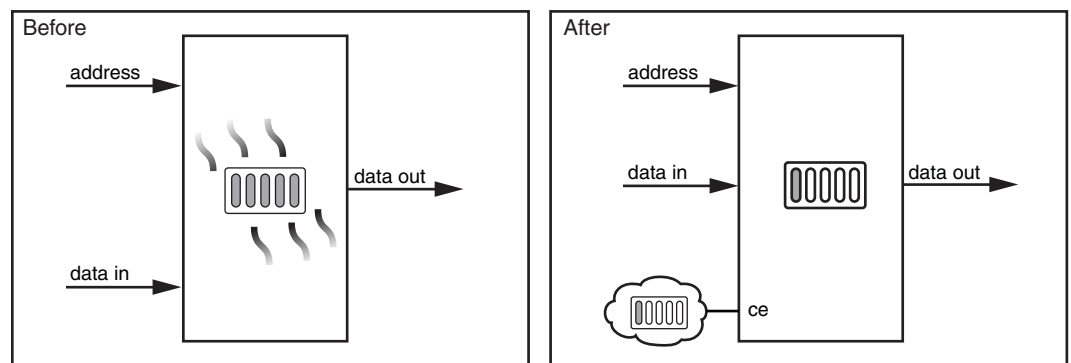 Before
address
data out
data in
After
address
data in
data out
ce